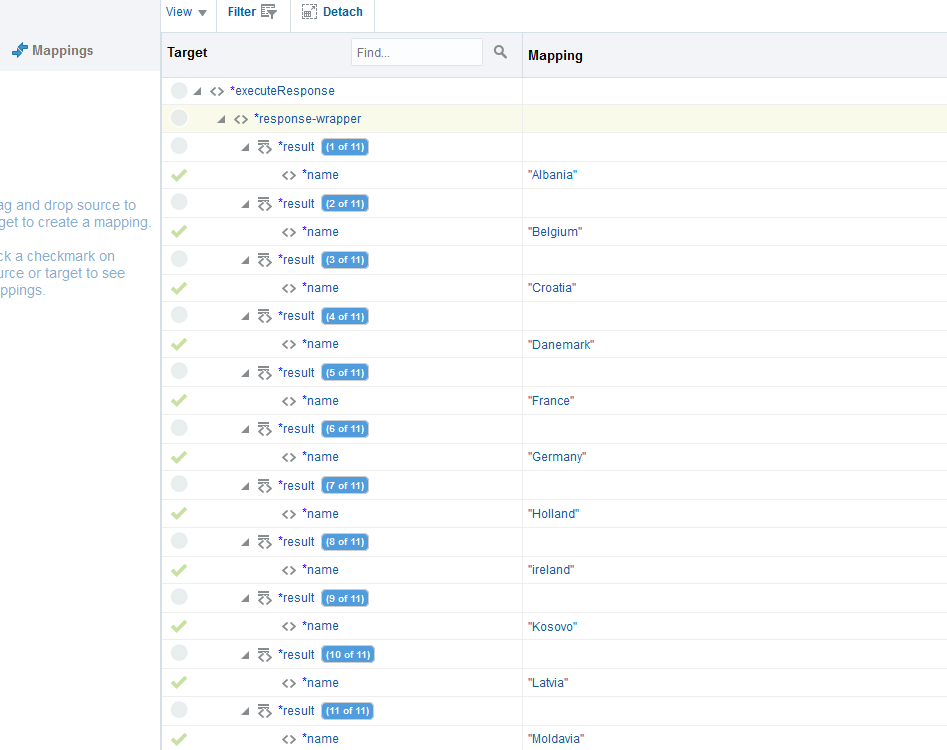 View Filter Detach
Mappings
Target Find... Mapping
*executeResponse
*response-wrapper
*result (1 of 11)
*name "Albania"
*result (2 of 11)
*name "Belgium"
*result (3 of 11)
*name "Croatia"
*result (4 of 11)
*name "Danemark"
*result (5 of 11)
*name "France"
*result (6 of 11)
*name "Germany"
*result (7 of 11)
*name "Holland"
*result (8 of 11)
*name "ireland"
*result (9 of 11)
*name "Kosovo"
*result (10 of 11)
*name "Latvia"
*result (11 of 11)
*name "Moldavia"
ag and drop source to
get to create a mapping.
ck a checkmark on
urce or target to see
ppings.